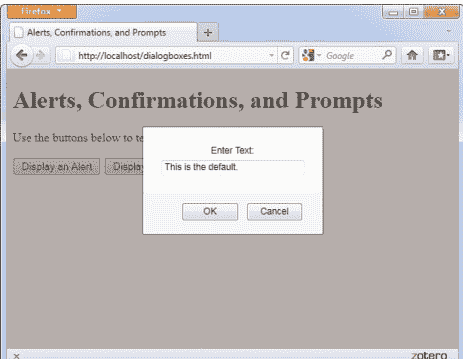 Firefox
Alerts, Confirmations, and Prompts
http://localhost/dialogboxes.html
Google
Alerts, Confirmations, and Prompts
Use the buttons below to te
Enter Text:
This is the default.
Display an Alert
Display
OK
Cancel
zotero